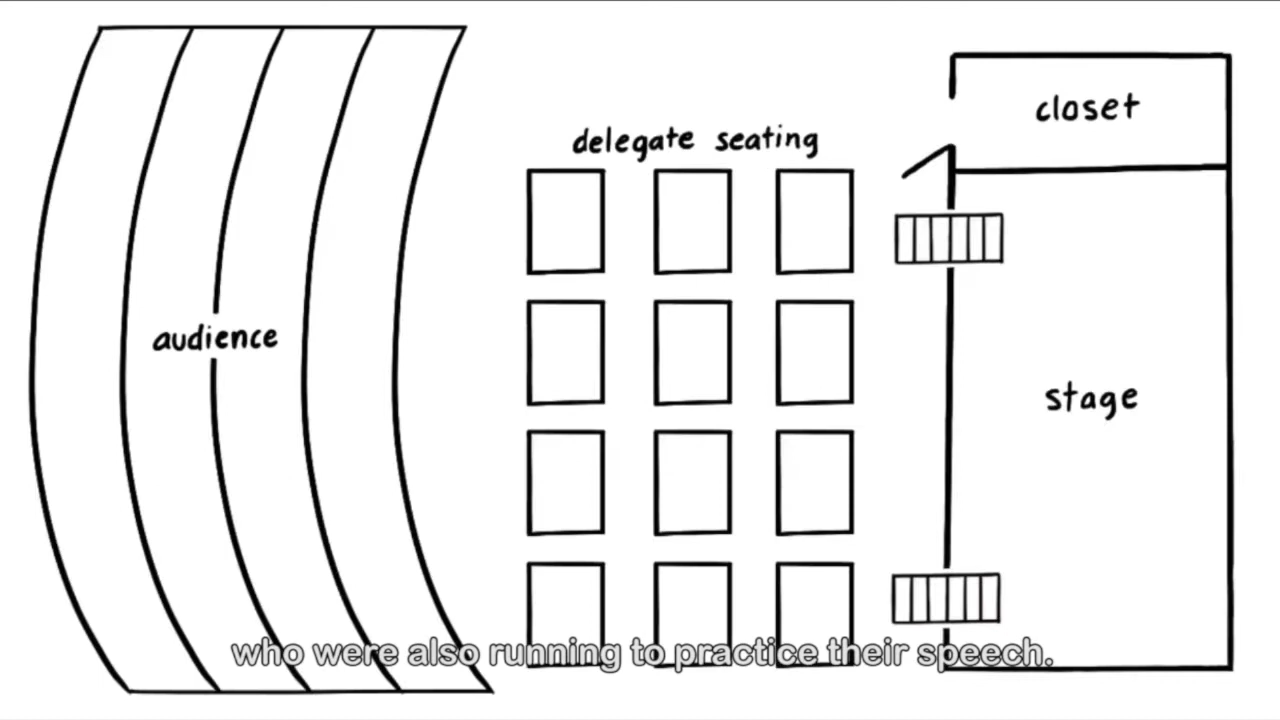 closet
delegate seating
audience
stage
who were also running to practice their speech.